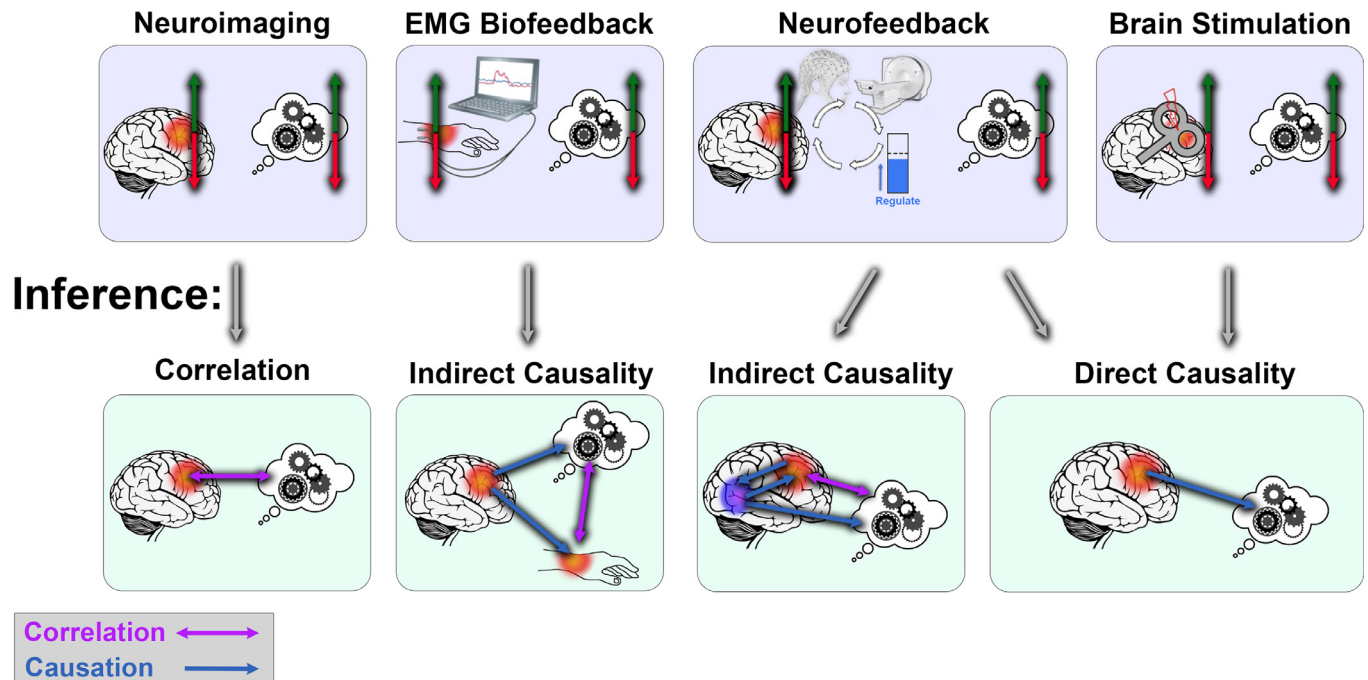 Neuroimaging
EMG Biofeedback
Neurofeedback
Brain Stimulation
Regulate
Inference:
Correlation
Indirect Causality
Indirect Causality
Direct Causality
Correlation
Causation